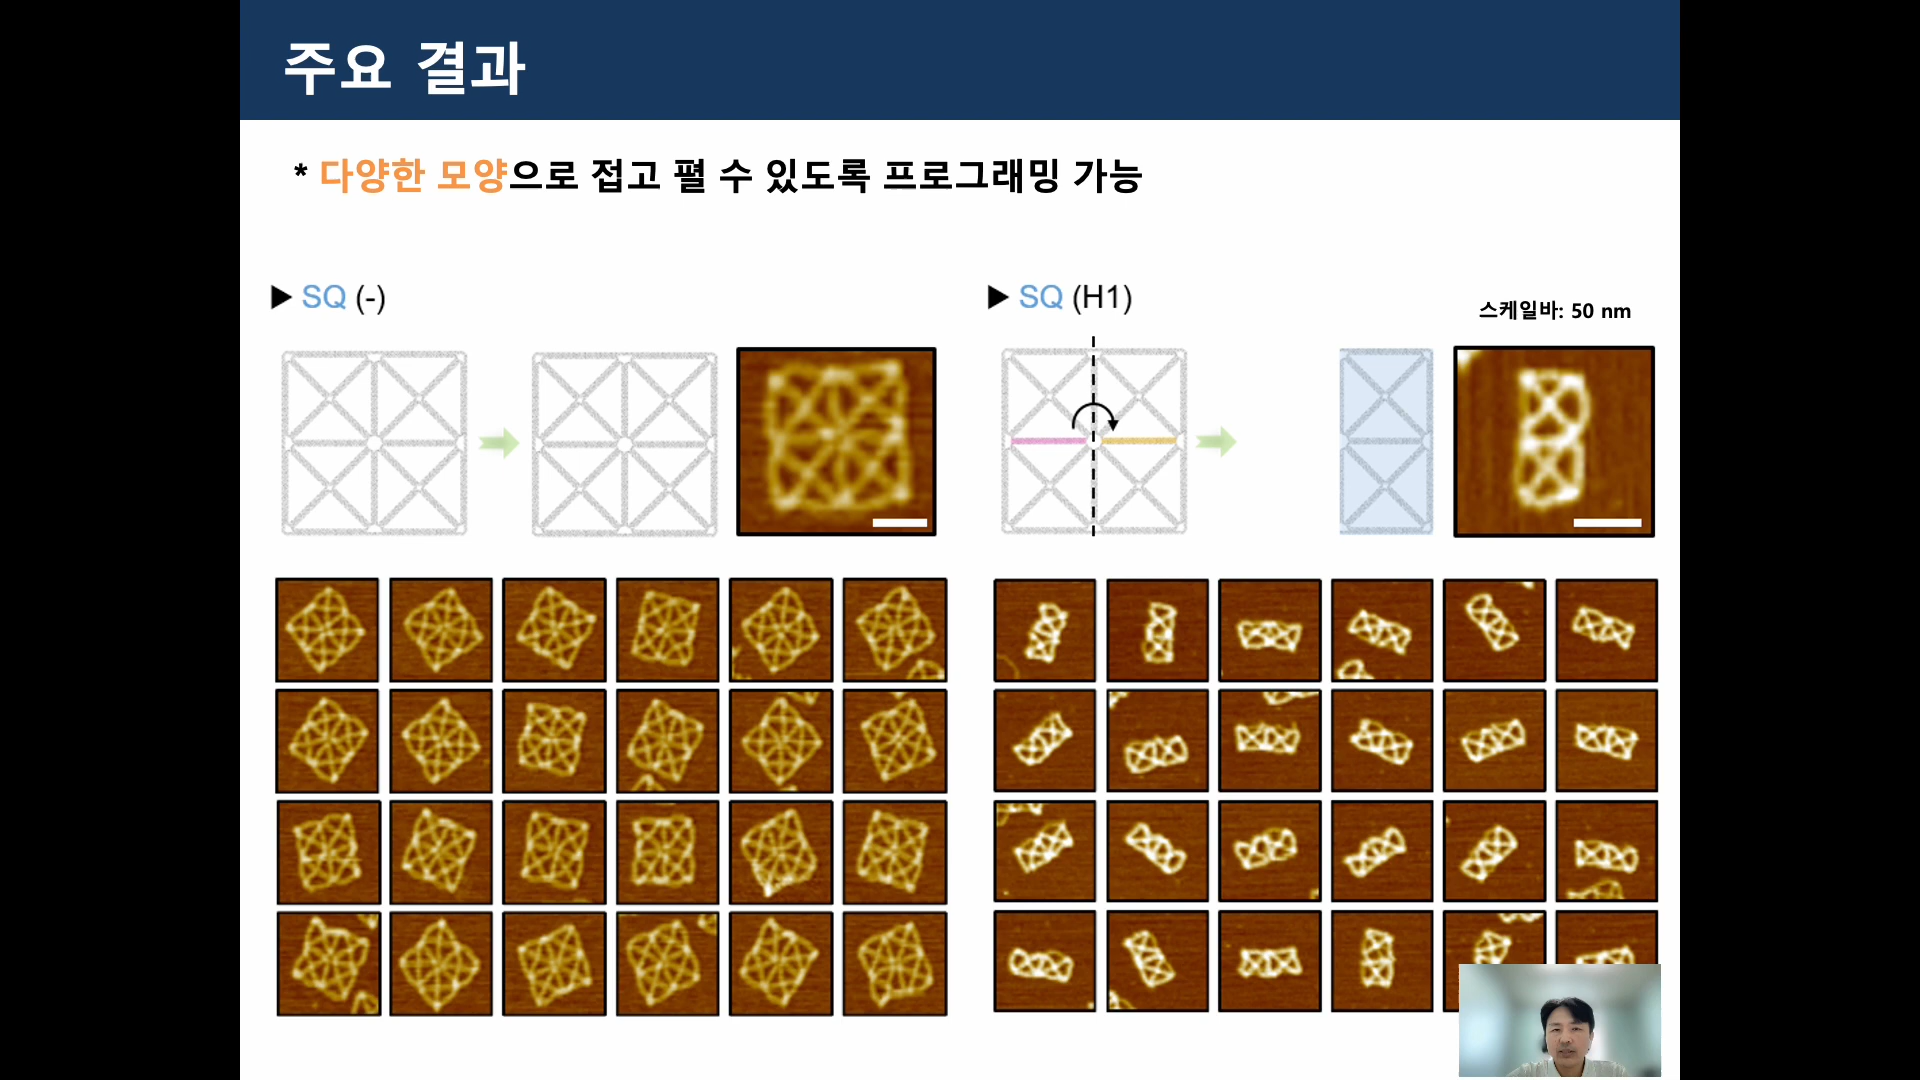 주요 결과
* 다양한 모양으로 접고 펼 수 있도록 프로그래밍 가능
▶ SQ (-)
▶ SQ (H1)
스케일바: 50 nm